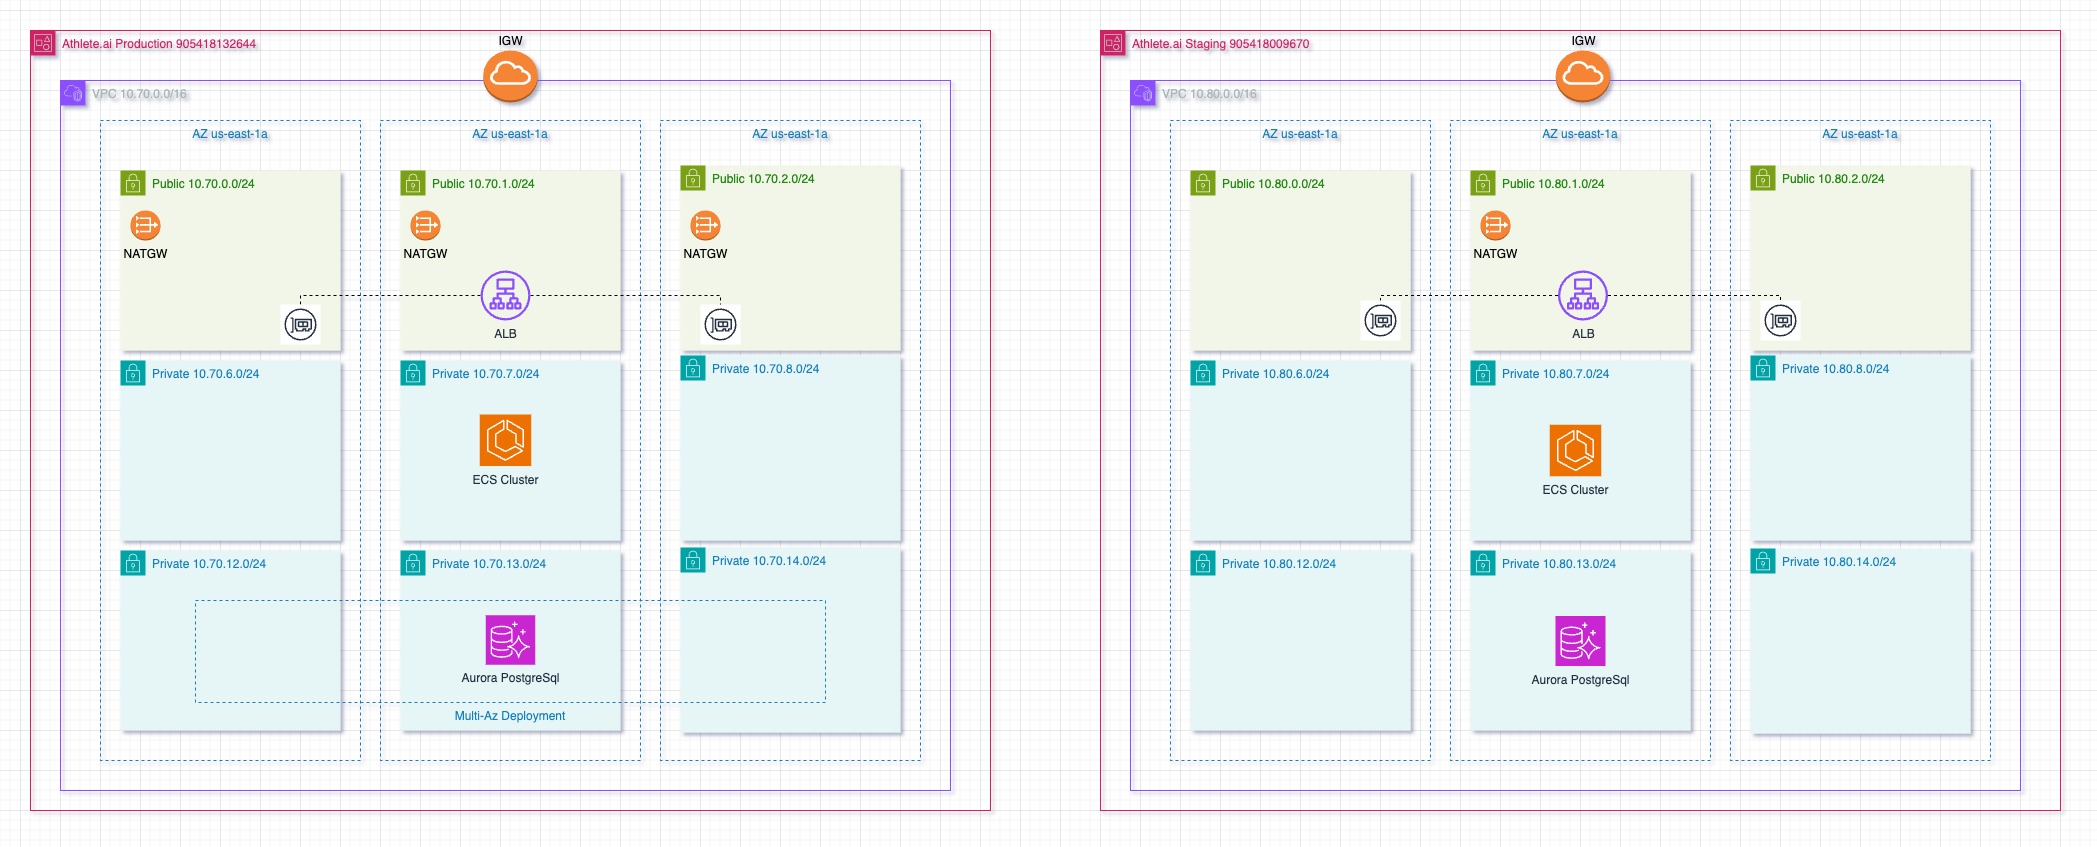 Athlete.ai Production 905418132644
IGW
VPC 10.70.0.0/16
AZ us-east-1a
AZ us-east-1a
AZ us-east-1a
Public 10.70.0.0/24
Public 10.70.1.0/24
Public 10.70.2.0/24
NATGW
NATGW
NATGW
ALB
Private 10.70.6.0/24
Private 10.70.7.0/24
Private 10.70.8.0/24
ECS Cluster
Private 10.70.12.0/24
Private 10.70.13.0/24
Private 10.70.14.0/24
Aurora PostgreSql
Multi-Az Deployment
Athlete.ai Staging 905418009670
IGW
VPC 10.80.0.0/16
AZ us-east-1a
AZ us-east-1a
AZ us-east-1a
Public 10.80.0.0/24
Public 10.80.1.0/24
Public 10.80.2.0/24
NATGW
ALB
Private 10.80.6.0/24
Private 10.80.7.0/24
Private 10.80.8.0/24
ECS Cluster
Private 10.80.12.0/24
Private 10.80.13.0/24
Private 10.80.14.0/24
Aurora PostgreSql